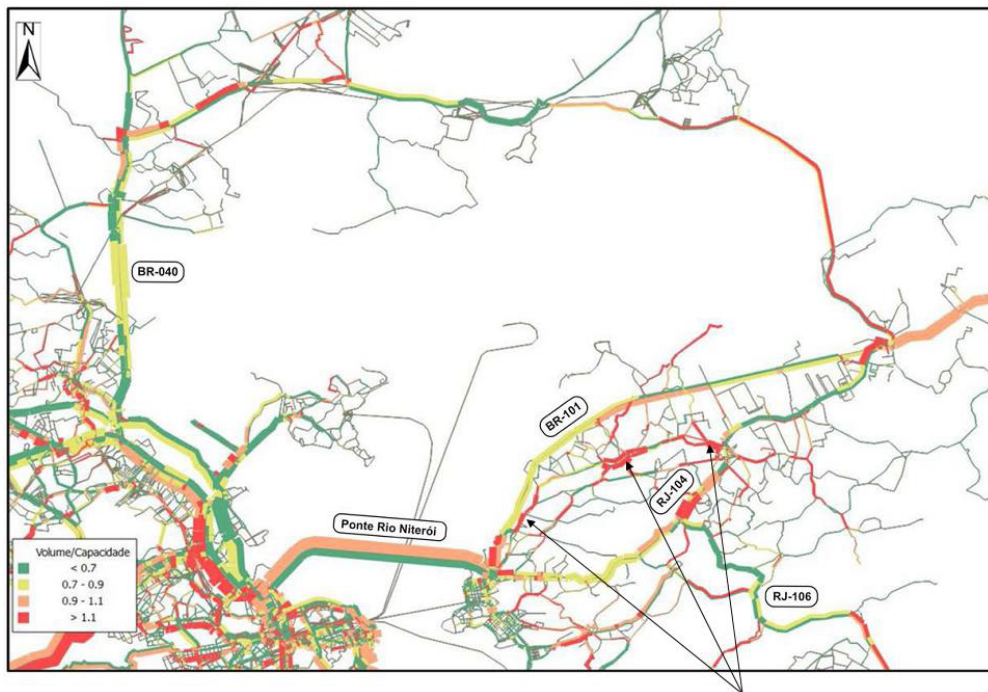 N
BR-040
BR-101
RJ-104
Ponte Rio Niterói
RJ-106
Volume/Capacidade
< 0.7
0.7 - 0.9
0.9 - 1.1
> 1.1